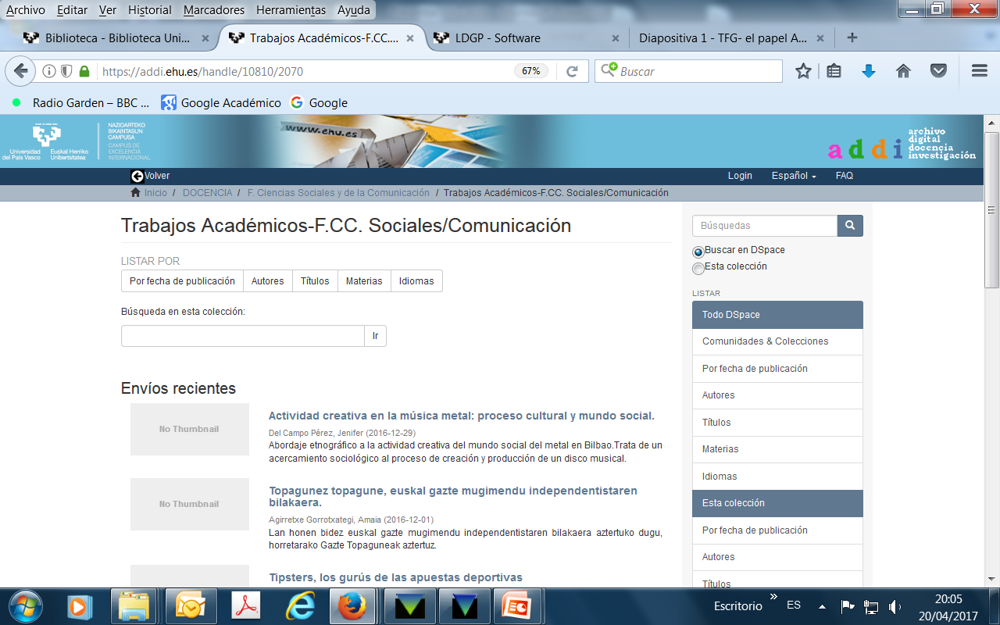 Archivo Editar Ver Historial Marcadores Herramientas Ayuda
Biblioteca - Biblioteca Uni... Trabajos Académicos-F.CC.... LDGP - Software Diapositiva 1 - TFG- el papel A...
https://addi.ehu.es/handle/10810/2070 67% Buscar
Radio Garden – BBC ... Google Académico Google
Universidad del País Vasco
Euskal Herriko Unibertsitatea
NAZIOARTEKO
BIKAINTASUN
CAMPUSA
CAMPUS DE
EXCELENCIA
INTERNACIONAL
www.ehu.es
addi
archivo
digital
docencia
investigación
Volver Login Español FAQ
Inicio / DOCENCIA / F. Ciencias Sociales y de la Comunicación / Trabajos Académicos-F.CC. Sociales/Comunicación
Trabajos Académicos-F.CC. Sociales/Comunicación
LISTAR POR
Por fecha de publicación Autores Títulos Materias Idiomas
Búsqueda en esta colección:
Ir
Envíos recientes
No Thumbnail
Actividad creativa en la música metal: proceso cultural y mundo social.
Del Campo Pérez, Jenifer (2016-12-29)
Abordaje etnográfico a la actividad creativa del mundo social del metal en Bilbao.Trata de un
acercamiento sociológico al proceso de creación y producción de un disco musical.
No Thumbnail
Topagunez topagune, euskal gazte mugimendu independentistaren
bilakaera.
Agirretxe Gorrotxategi, Amaia (2016-12-01)
Lan honen bidez euskal gazte mugimendu independentistaren bilakaera aztertuko dugu,
horretarako Gazte Topaguneak aztertuz.
Tipsters, los gurús de las apuestas deportivas
Búsquedas
Buscar en DSpace
Esta colección
LISTAR
Todo DSpace
Comunidades & Colecciones
Por fecha de publicación
Autores
Títulos
Materias
Idiomas
Esta colección
Por fecha de publicación
Autores
Títulos
Escritorio » ES 20:05
20/04/2017